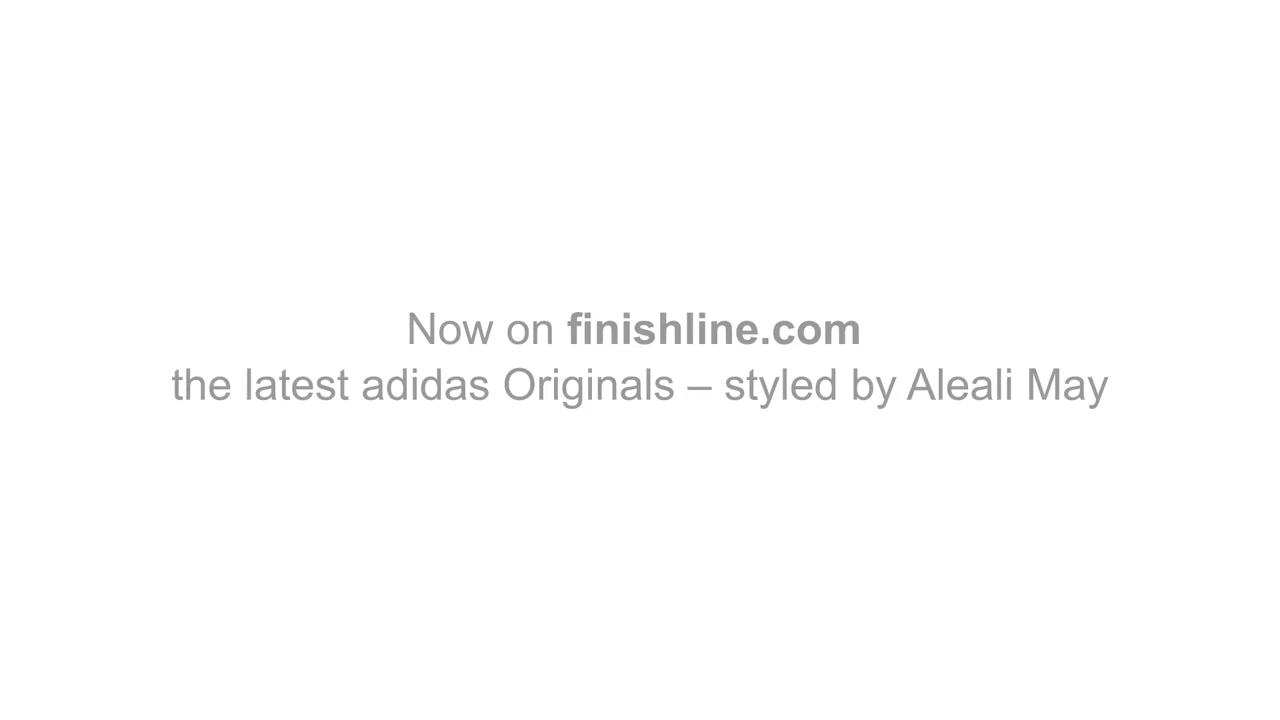 Now on finishline.com
the latest adidas Originals – styled by Aleali May